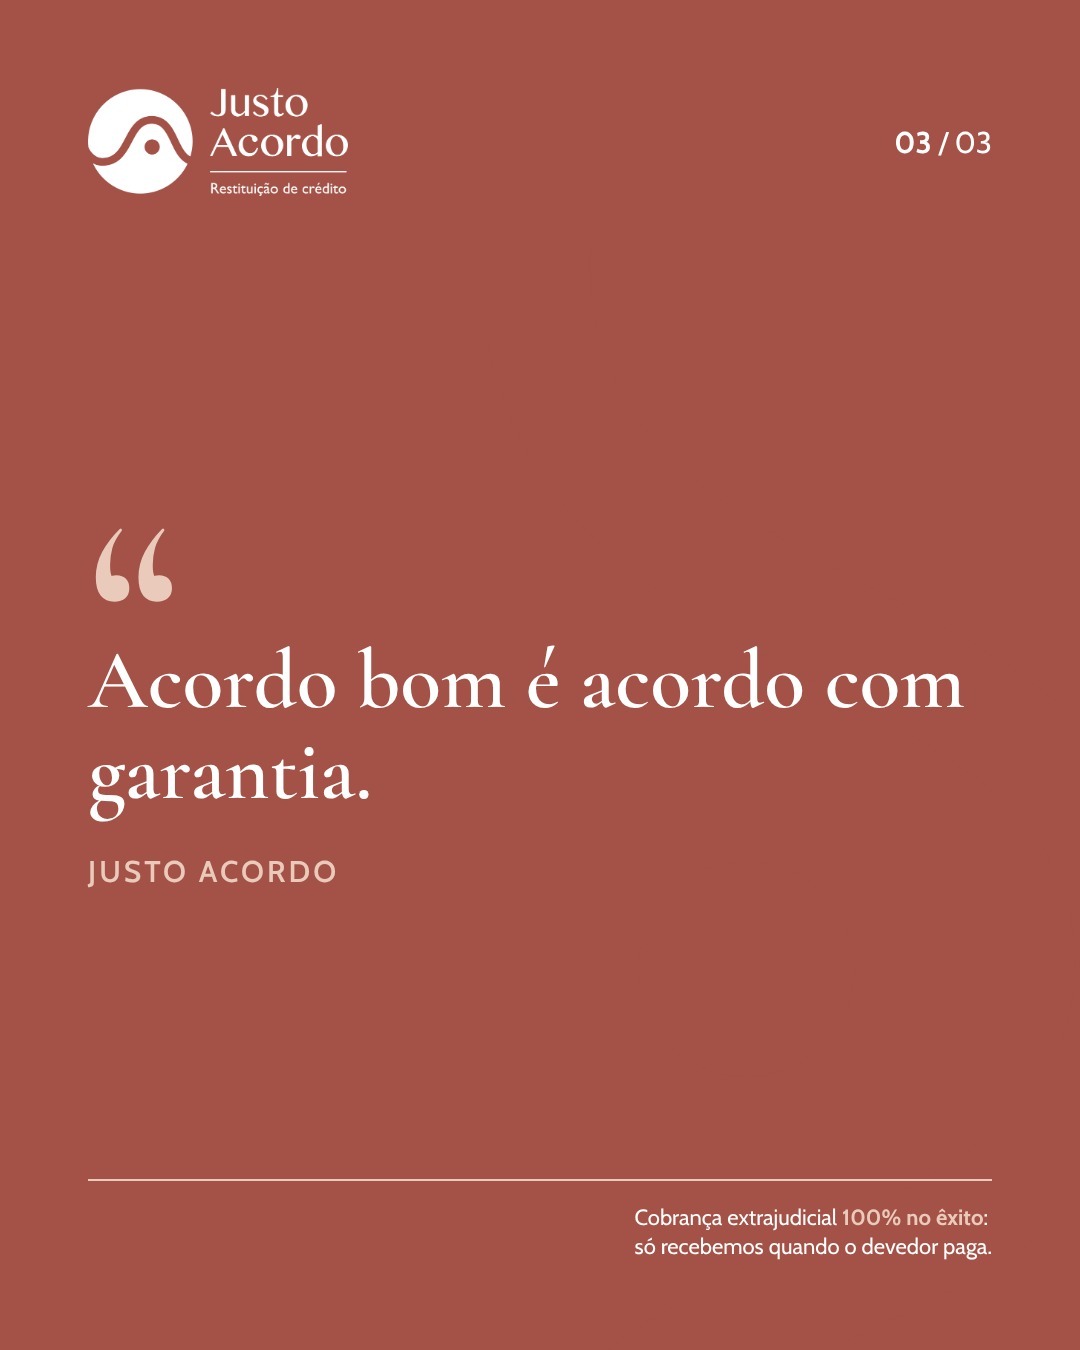 Justo
Acordo
Restituição de crédito
03 / 03
“
Acordo bom é acordo com
garantia.
JUSTO ACORDO
Cobrança extrajudicial 100% no êxito:
só recebemos quando o devedor paga.